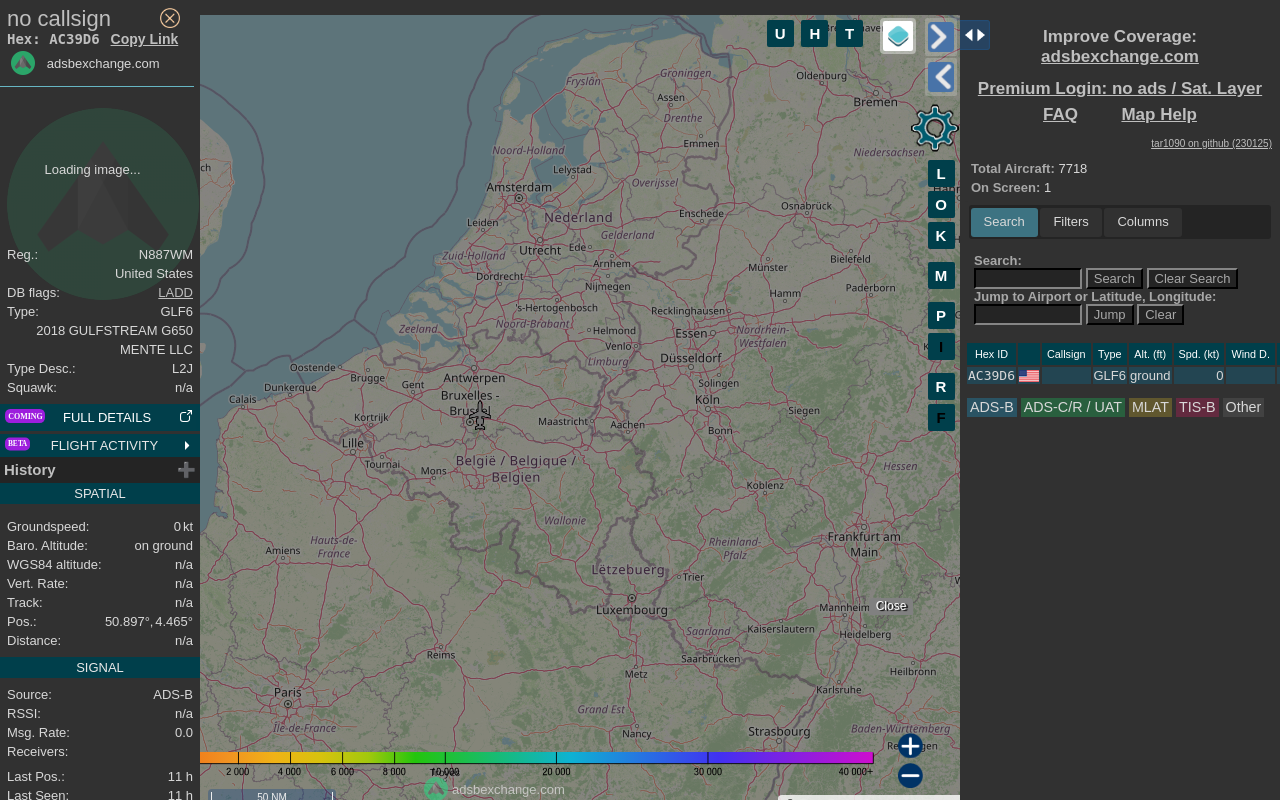 no callsign
Hex: AC39D6 Copy Link
adsbexchange.com
Loading image...
Reg.: N887WM
United States
DB flags: LADD
Type: GLF6
2018 GULFSTREAM G650
MENTE LLC
Type Desc.: L2J
Squawk: n/a
COMING FULL DETAILS
BETA FLIGHT ACTIVITY
History
SPATIAL
Groundspeed: 0 kt
Baro. Altitude: on ground
WGS84 altitude: n/a
Vert. Rate: n/a
Track: n/a
Pos.: 50.897°, 4.465°
Distance: n/a
SIGNAL
Source: ADS-B
RSSI: n/a
Msg. Rate: 0.0
Receivers:
Last Pos.: 11 h
Last Seen: 11 h
U H T
L
O
K
M
P
I
R
F
Groningen
Fryslân
Oldenburg
Bremen
Assen
Drenthe
Emmen
Noord-Holland
Niedersachsen
ch
Lelystad
Overijssel
Amsterdam
Osnabrück
Nederland
Enschede
Leiden
Gelderland
Utrecht
Ede
Zuid-Holland
Arnhem
Bielefeld
Münster
Dordrecht
Nijmegen
Paderborn
Hamm
's-Hertogenbosch
Recklinghausen
Noord-Brabant
Zeeland
Helmond
Essen
Nordrhein-
Westfalen
Venlo
Limburg
Düsseldorf
Oostende
Brugge
Antwerpen
Dunkerque
Gent
Solingen
Calais
Bruxelles -
Köln
Kortrijk
Siegen
Maastricht
Aachen
Bonn
Lille
Tournai
België / Belgique /
Belgien
Mons
Hessen
Koblenz
Wallonie
Hauts-de-
France
Amiens
Rheinland-
Pfalz
Frankfurt am
Main
Lëtzebuerg
Trier
Luxembourg
Mannheim
Close
Saarland
Kaiserslautern
Heidelberg
Reims
Saarbrücken
Metz
Heilbronn
Karlsruhe
Paris
Grand Est
Île-de-France
Nancy
Strasbourg
Baden-Württemberg
2 000 4 000 6 000 8 000 10 000 20 000 30 000 40 000+
adsbexchange.com
50 NM
Improve Coverage:
adsbexchange.com
Premium Login: no ads / Sat. Layer
FAQ Map Help
tar1090 on github (230125)
Total Aircraft: 7718
On Screen: 1
Search Filters Columns
Search:
Search Clear Search
Jump to Airport or Latitude, Longitude:
Jump Clear
Hex ID Callsign Type Alt. (ft) Spd. (kt) Wind D.
AC39D6 GLF6 ground 0
ADS-B ADS-C/R / UAT MLAT TIS-B Other